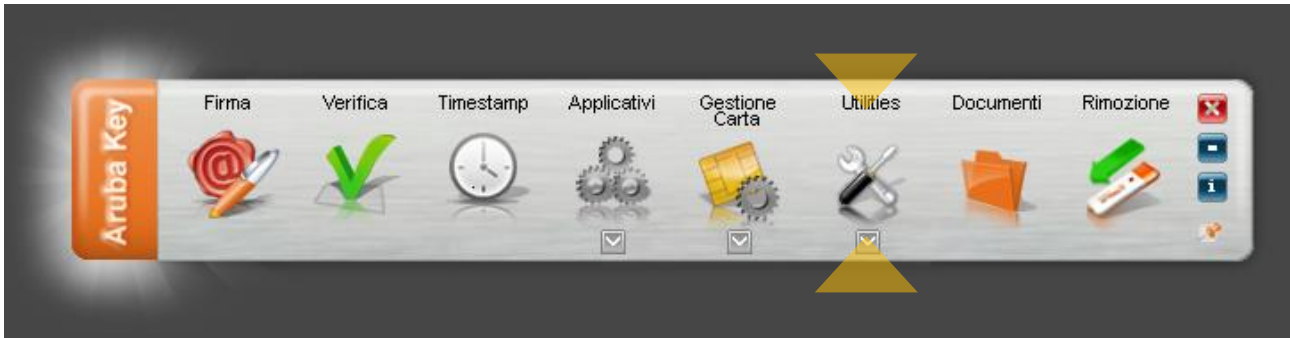 Aruba Key
Firma
Verifica
Timestamp
Applicativi
Gestione
Carta
Utilities
Documenti
Rimozione